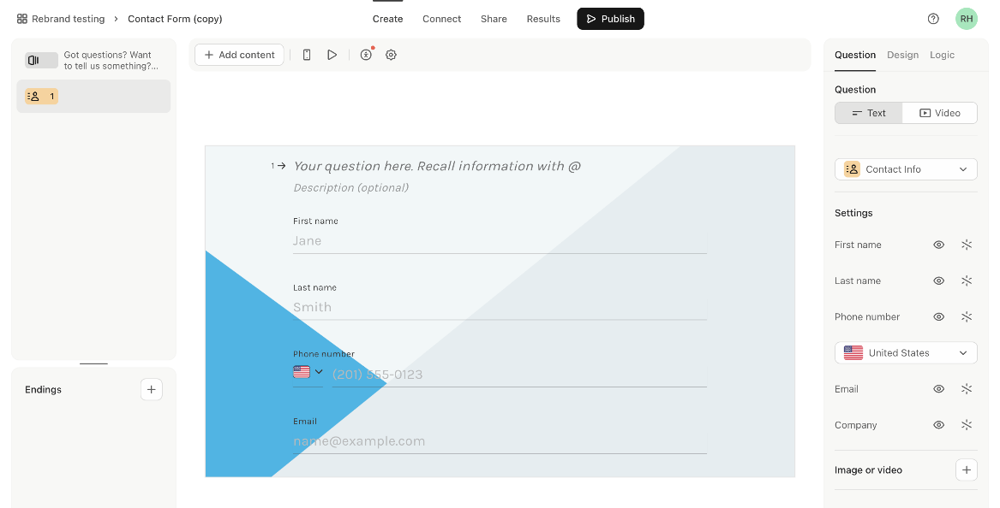 Rebrand testing
Contact Form (copy)
Create
Connect
Share
Results
Publish
RH
Got questions? Want
to tell us something?...
1
Endings
Add content
1
Your question here. Recall information with @
Description (optional)
First name
Jane
Last name
Smith
Phone number
(201) 555-0123
Email
name@example.com
Question
Design
Logic
Question
Text
Video
Contact Info
Settings
First name
Last name
Phone number
United States
Email
Company
Image or video